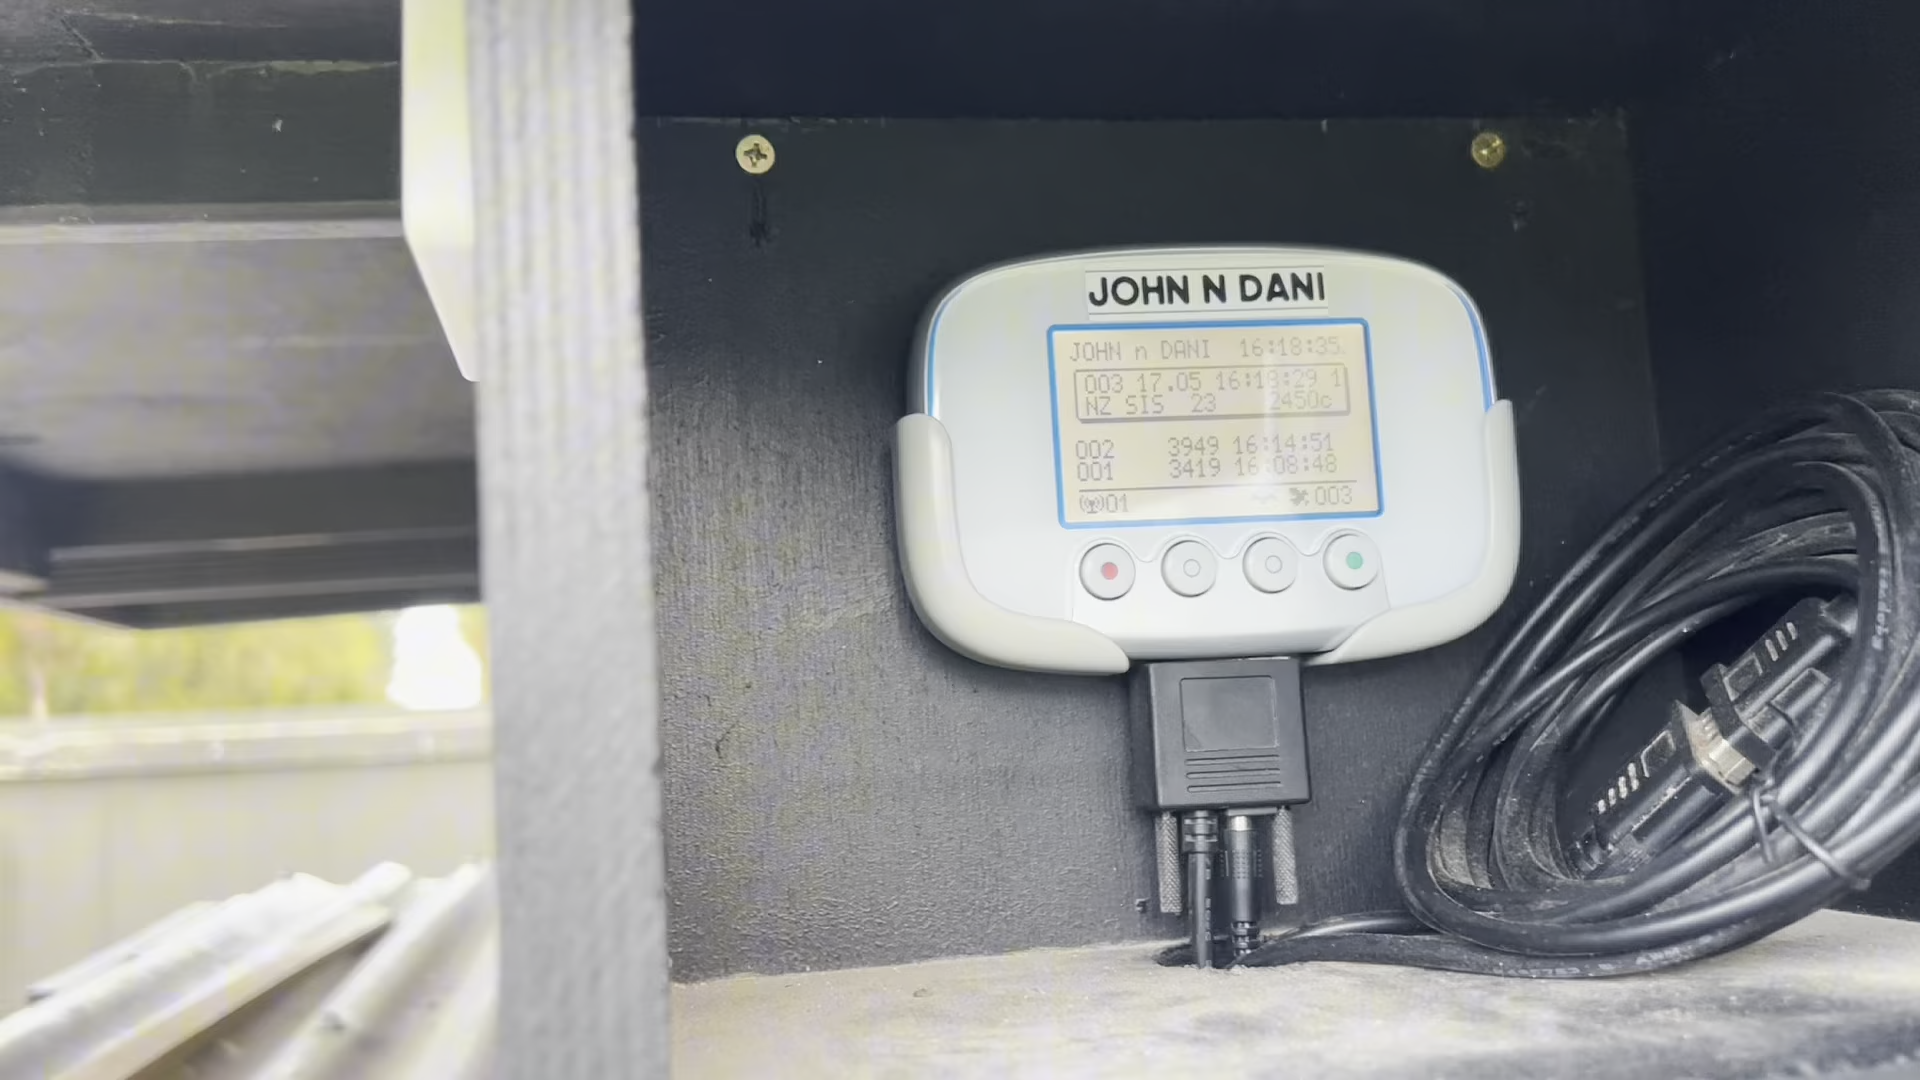 JOHN N DANI
JOHN n DANI 16:18:35
003 17.05 16:18:29 1
NZ SIS 23 2450c
002 3949 16:14:51
001 3419 16:08:48
01 003